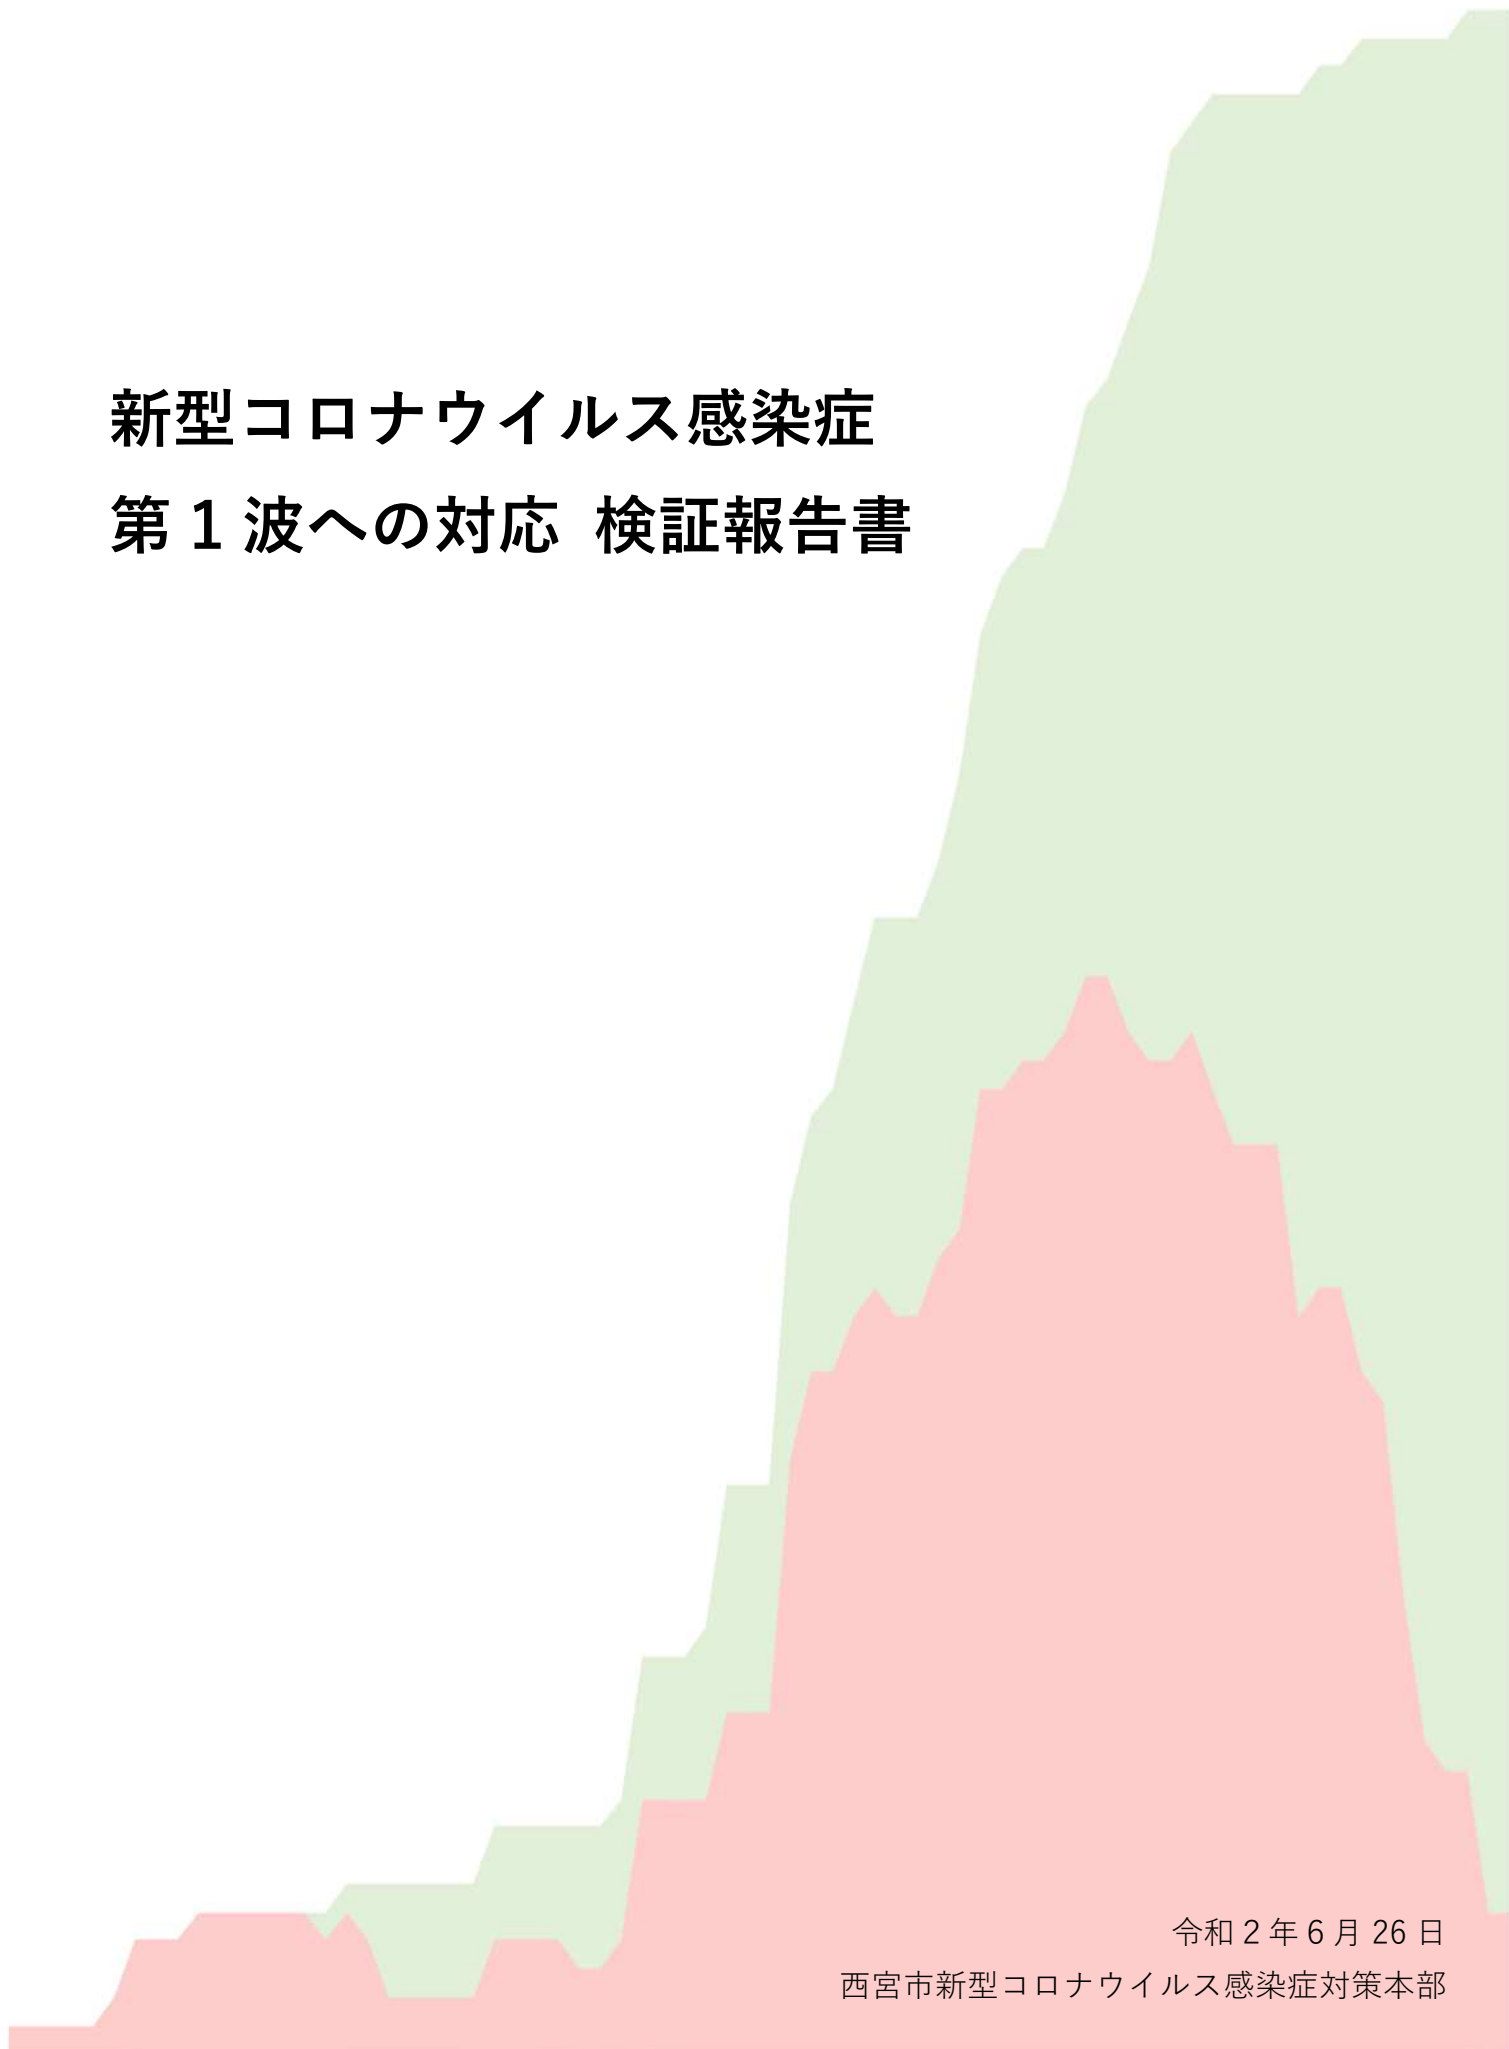 新型コロナウイルス感染症
第1波への対応 検証報告書
令和2年6月26日
西宮市新型コロナウイルス感染症対策本部